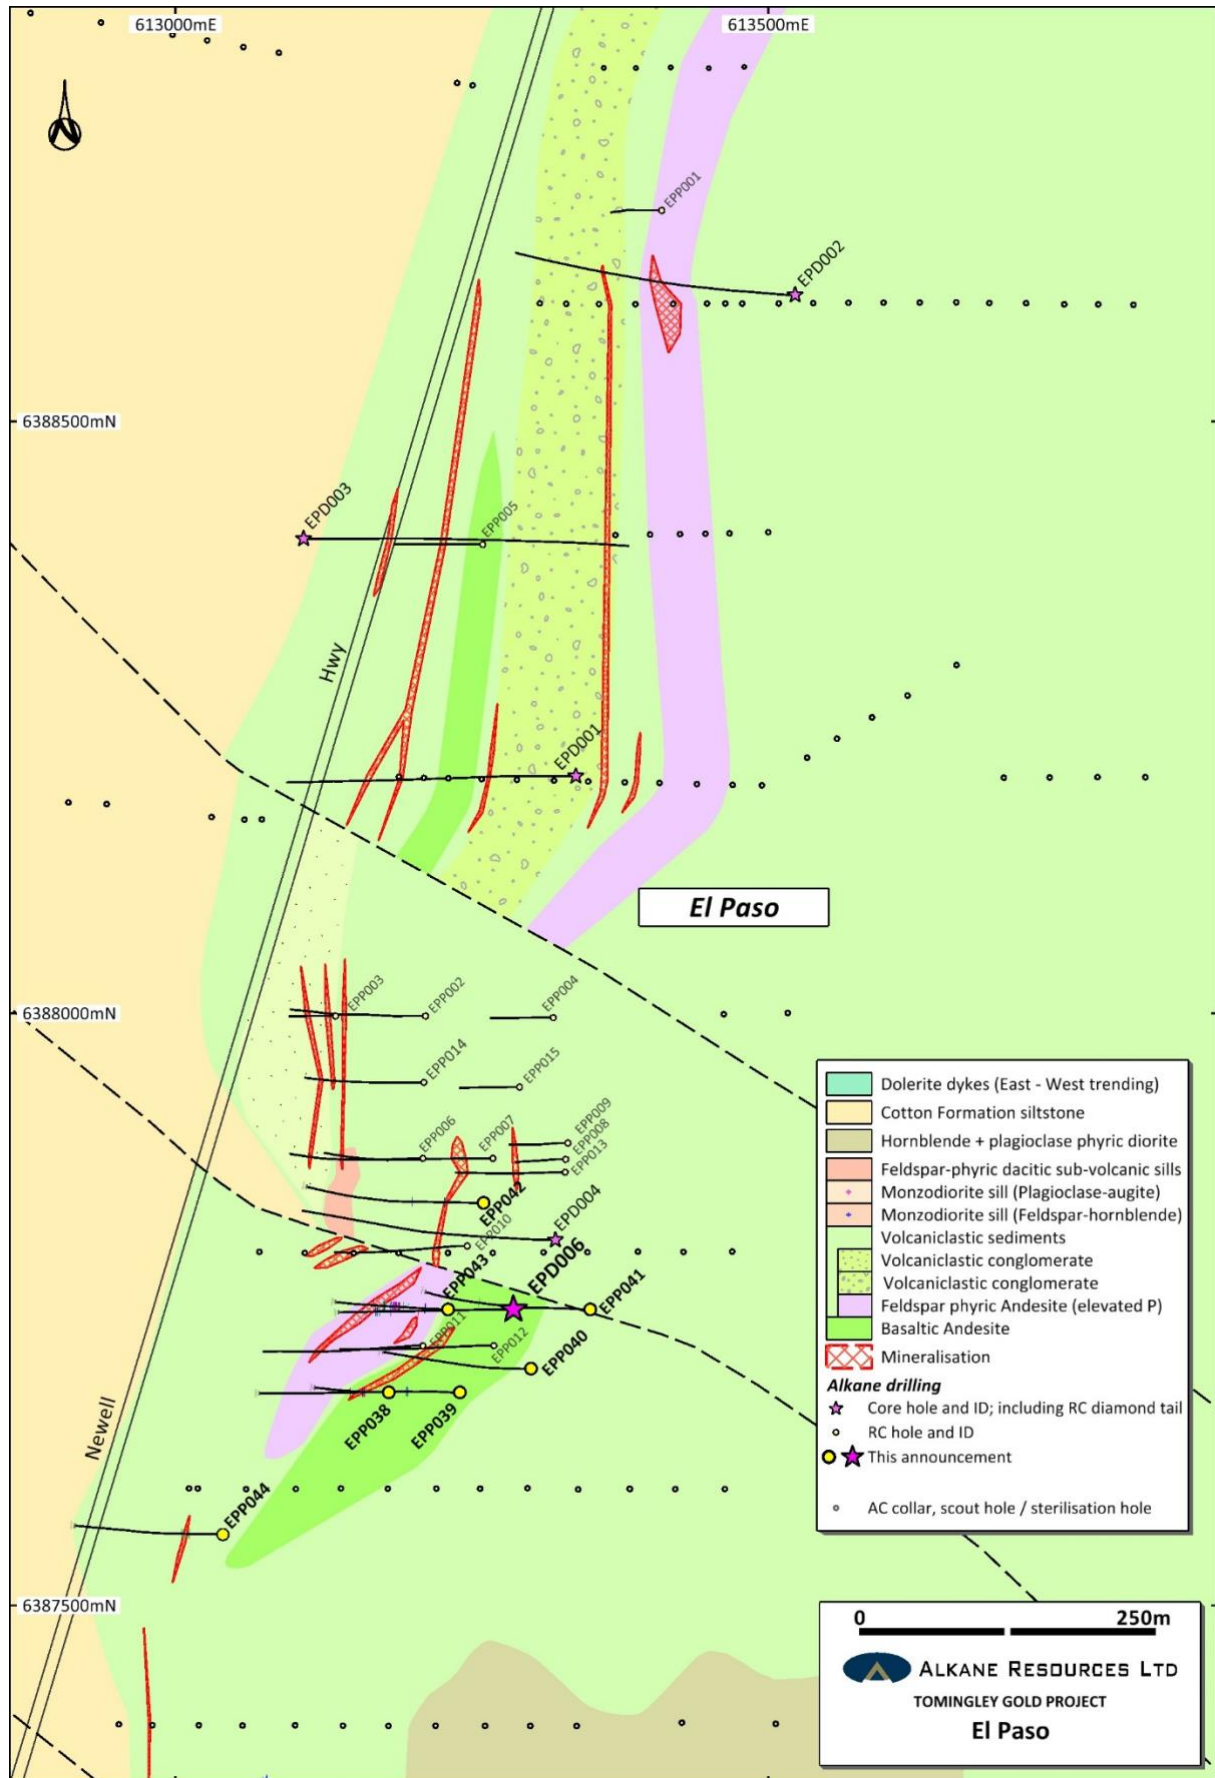 613000mE
613500mE
EPP001
EPD002
6388500mN
EPD003
EPP005
Hwy
EPD001
El Paso
6388000mN
EPP003
EPP002
EPP004
EPP014
EPP015
EPP009
EPP008
EPP013
EPP006
EPP007
EPP042
EPD004
EPP010
EPP043
EPD006
EPP041
EPP011
EPP012
EPP040
EPP038
EPP039
Newell
EPP044
6387500mN
Dolerite dykes (East - West trending)
Cotton Formation siltstone
Hornblende + plagioclase phyric diorite
Feldspar-phyric dacitic sub-volcanic sills
Monzodiorite sill (Plagioclase-augite)
Monzodiorite sill (Feldspar-hornblende)
Volcaniclastic sediments
Volcaniclastic conglomerate
Volcaniclastic conglomerate
Feldspar phyric Andesite (elevated P)
Basaltic Andesite
Mineralisation
Alkane drilling
Core hole and ID; including RC diamond tail
RC hole and ID
This announcement
AC collar, scout hole / sterilisation hole
0 250m
ALKANE RESOURCES LTD
TOMINGLEY GOLD PROJECT
El Paso